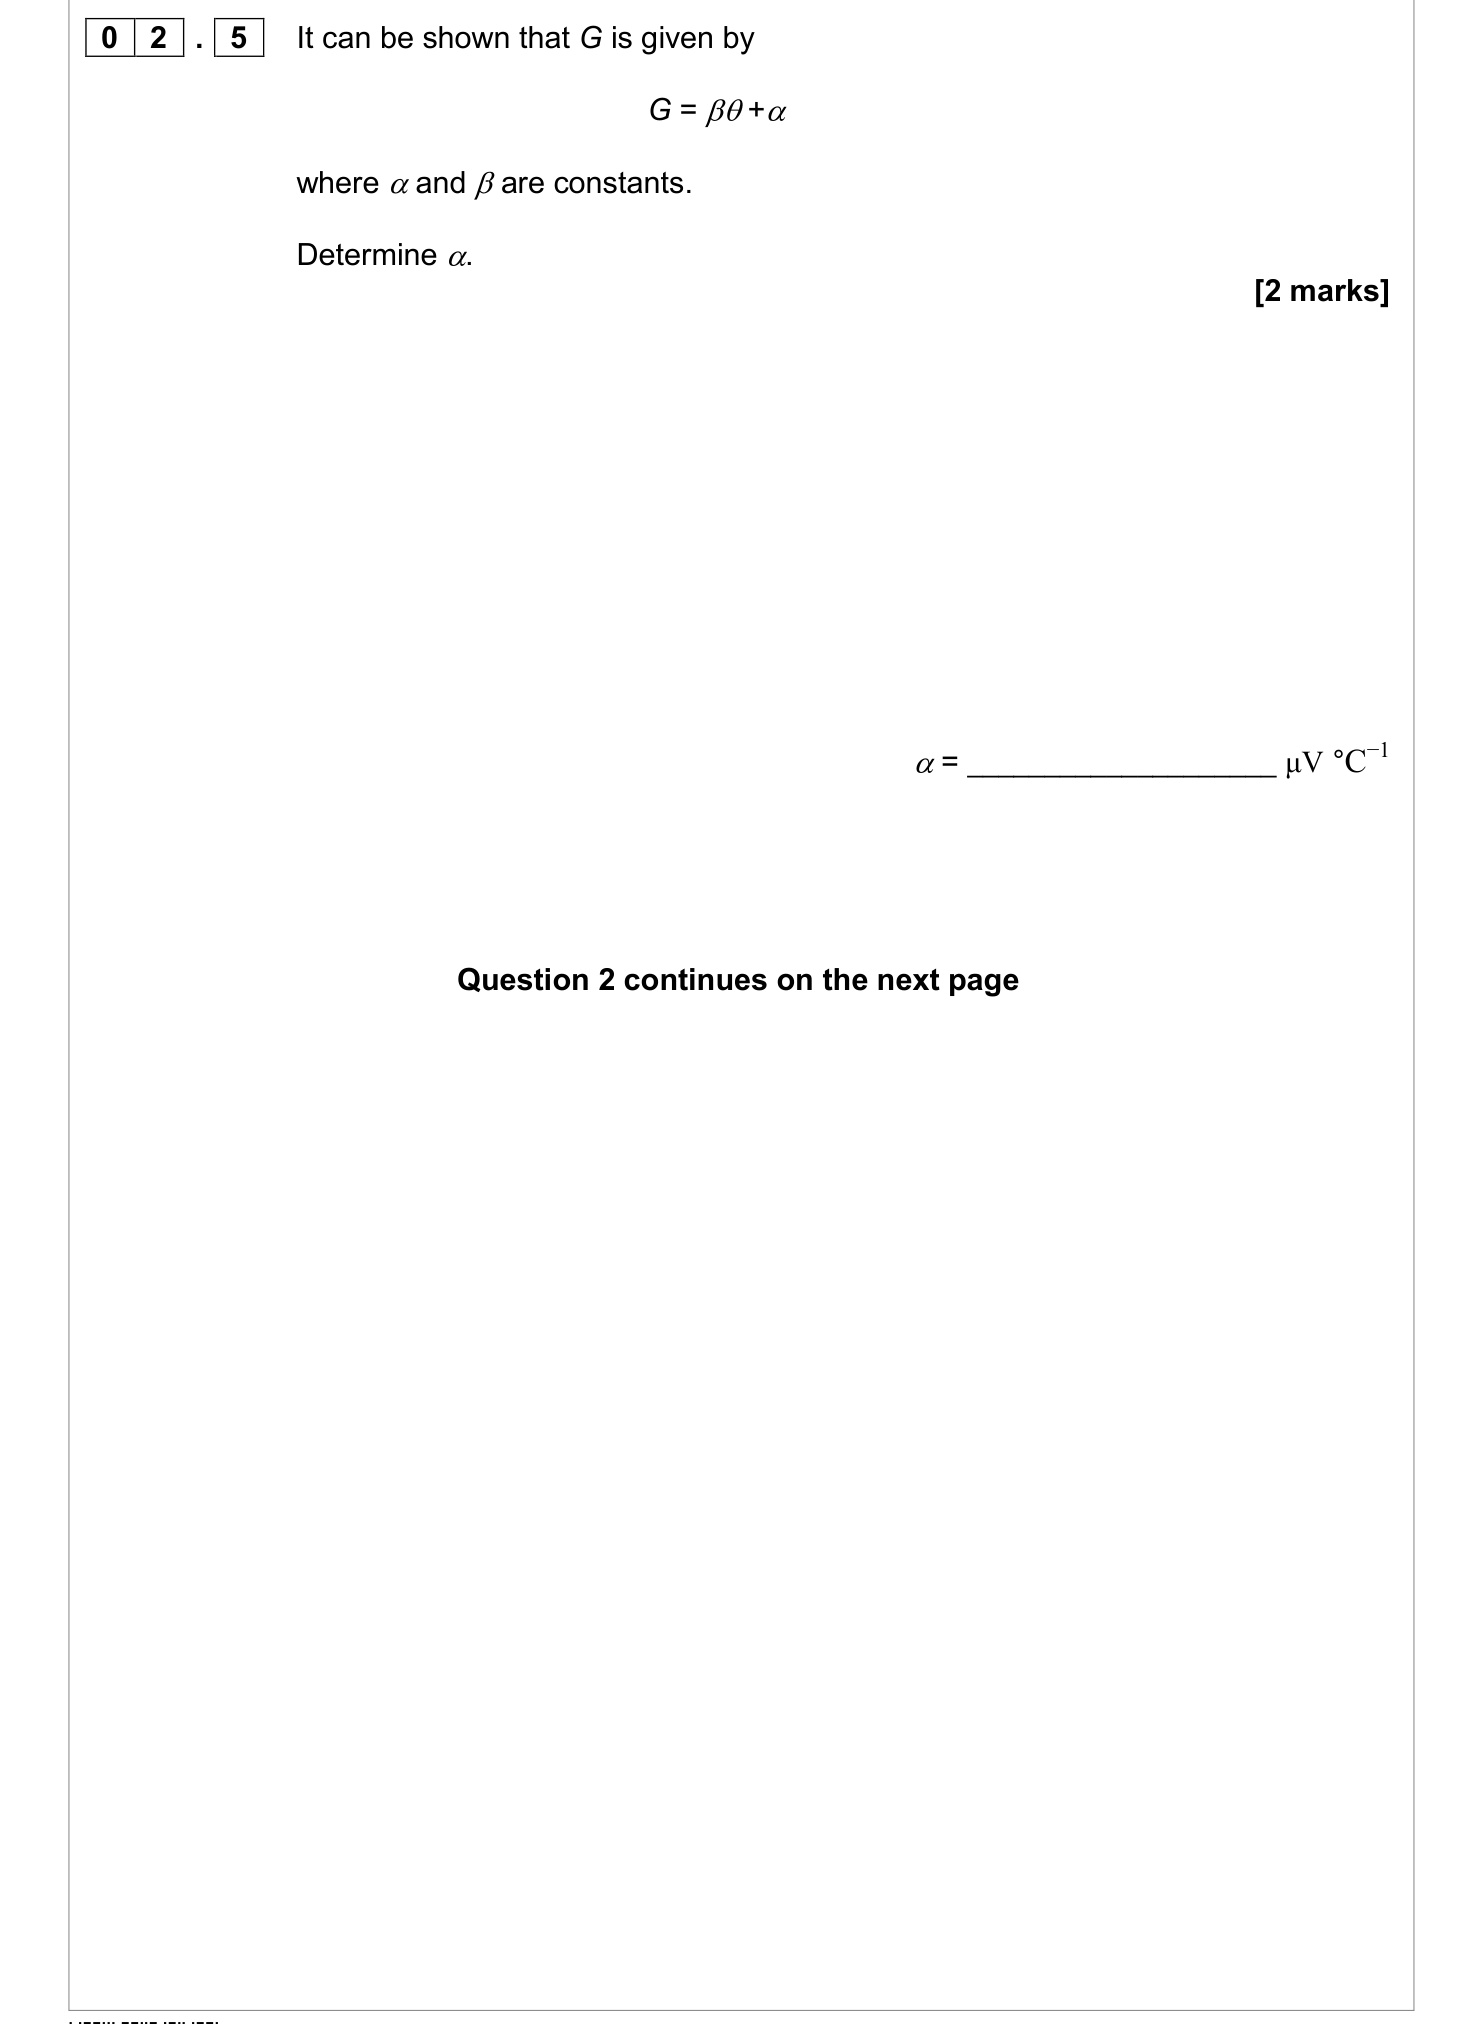 0 2 . 5 It can be shown that G is given by
G = βθ + α
where α and β are constants.
Determine α.
[2 marks]
α = ____________________ μV °C⁻¹
Question 2 continues on the next page